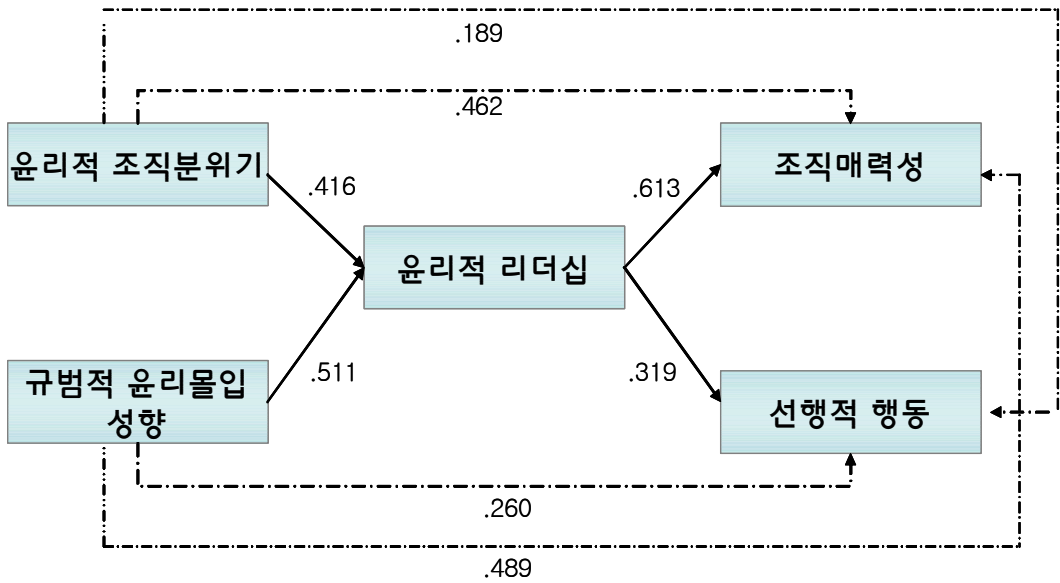 .189
.462
윤리적 조직분위기
조직매력성
.416
.613
윤리적 리더십
.511
.319
규범적 윤리몰입
성향
선행적 행동
.260
.489